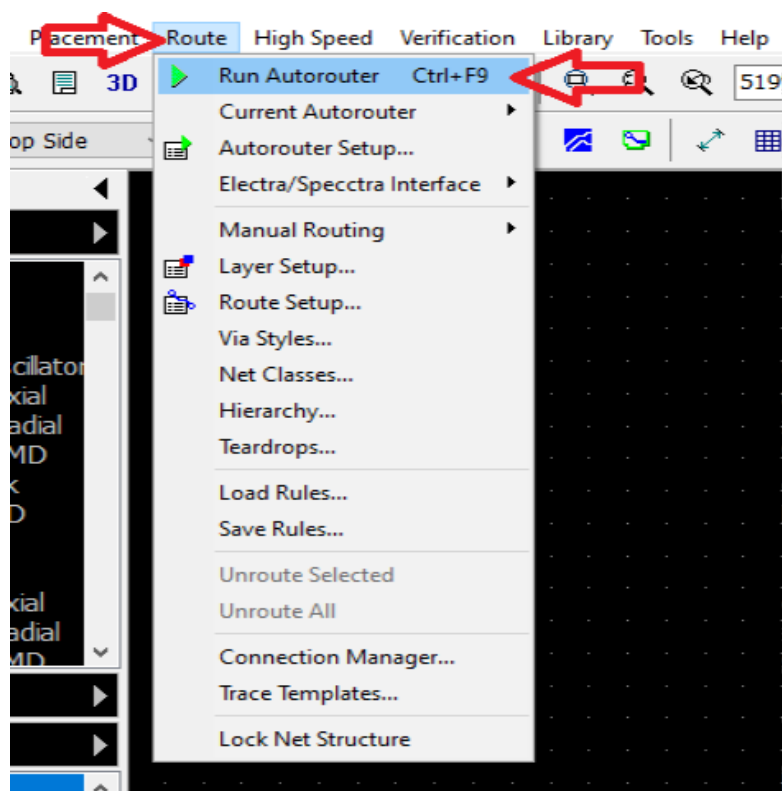 Placement Route High Speed Verification Library Tools Help
3D Run Autorouter Ctrl+F9 519
Current Autorouter
op Side Autorouter Setup...
Electra/Specctra Interface
Manual Routing
Layer Setup...
Route Setup...
Via Styles...
cillator
Net Classes...
xial
Hierarchy...
adial
Teardrops...
MD
k
Load Rules...
D
Save Rules...
Unroute Selected
xial
Unroute All
adial
Connection Manager...
MD
Trace Templates...
Lock Net Structure